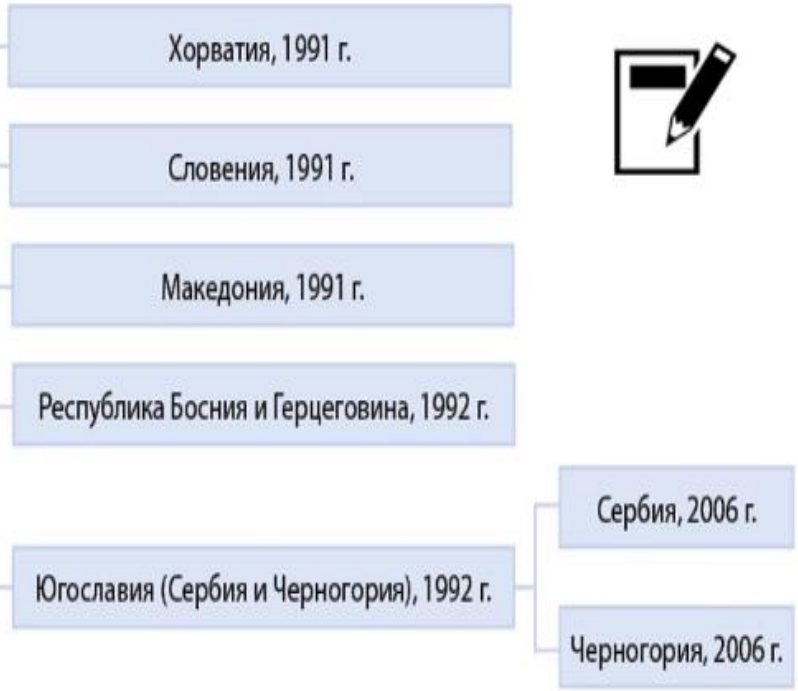 Хорватия, 1991 г.
Словения, 1991 г.
Македония, 1991 г.
Республика Босния и Герцеговина, 1992 г.
Югославия (Сербия и Черногория), 1992 г.
Сербия, 2006 г.
Черногория, 2006 г.